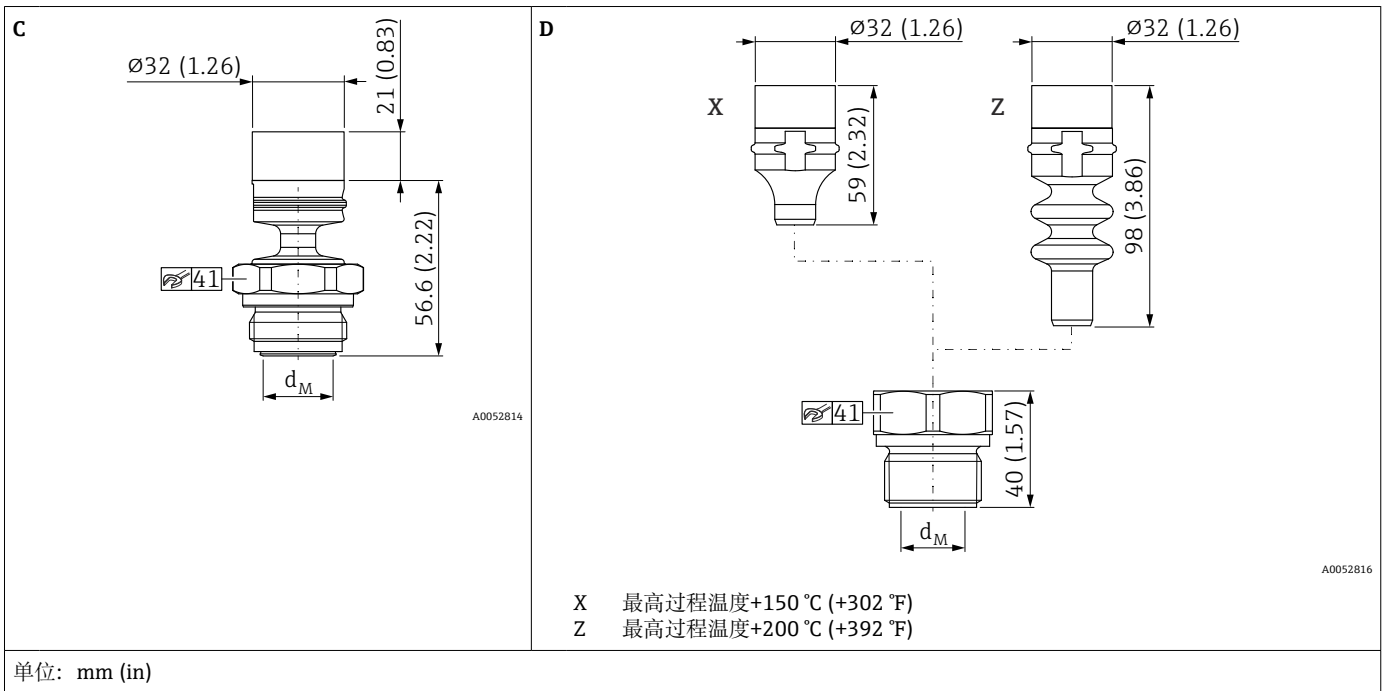 C
Ø32 (1.26)
21 (0.83)
56.6 (2.22)
41
dM
A0052814
D
Ø32 (1.26)
Ø32 (1.26)
X
Z
59 (2.32)
98 (3.86)
41
40 (1.57)
dM
A0052816
X 最高过程温度+150 °C (+302 °F)
Z 最高过程温度+200 °C (+392 °F)
单位: mm (in)